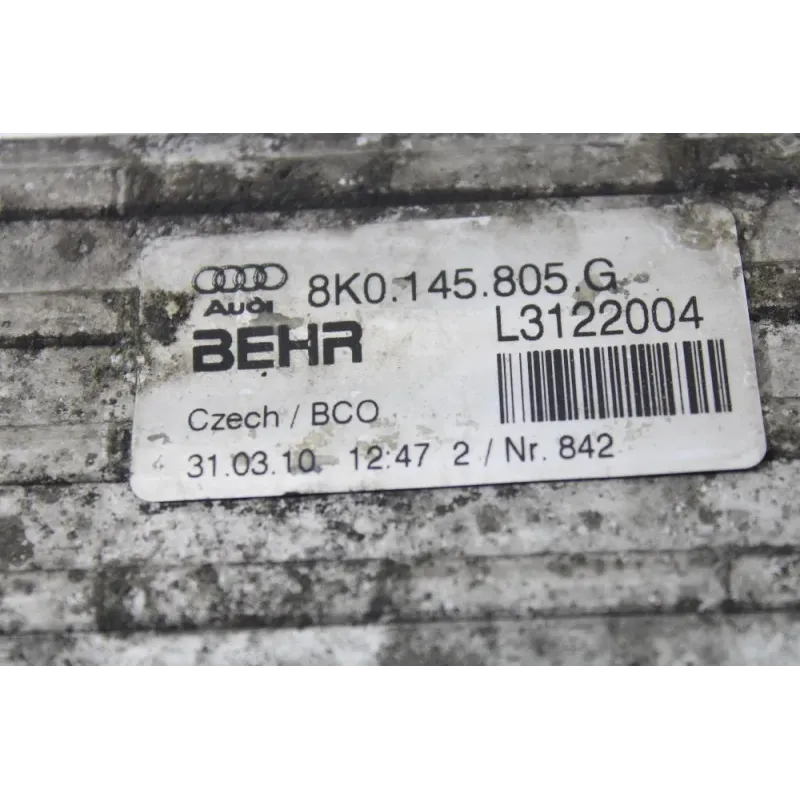 8K0.145.805.G
AUDI
L3122004
BEHR
Czech / BCO
31.03.10 12:47 2 / Nr. 842